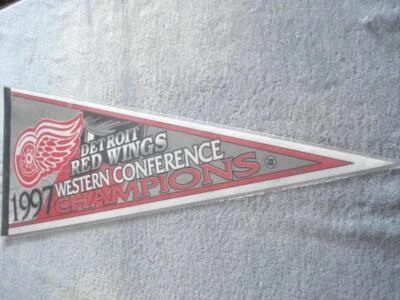 DETROIT
RED WINGS
1997 WESTERN CONFERENCE
CHAMPIONS